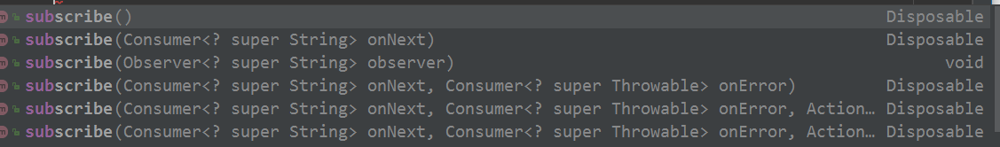 subscribe() Disposable
subscribe(Consumer<? super String> onNext) Disposable
subscribe(Observer<? super String> observer) void
subscribe(Consumer<? super String> onNext, Consumer<? super Throwable> onError) Disposable
subscribe(Consumer<? super String> onNext, Consumer<? super Throwable> onError, Action… Disposable
subscribe(Consumer<? super String> onNext, Consumer<? super Throwable> onError, Action… Disposable